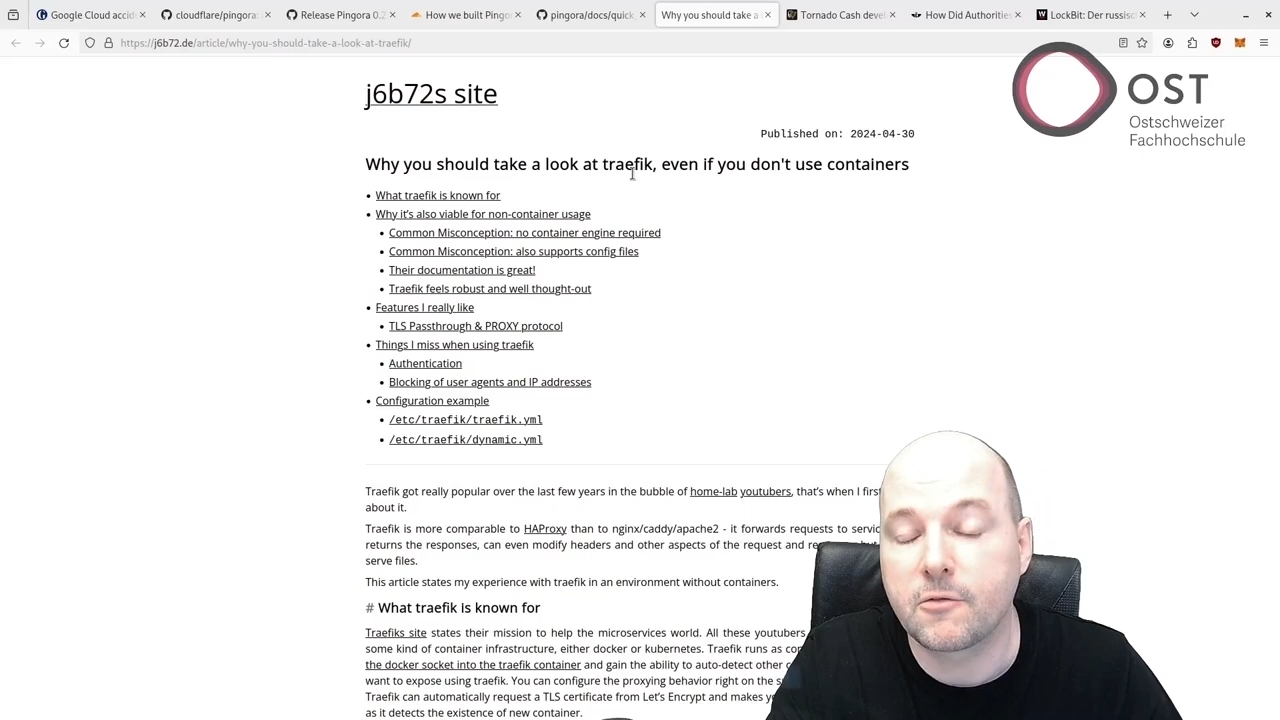 Google Cloud accid
cloudflare/pingora:
Release Pingora 0.2
How we built Pingor
pingora/docs/quick_
Why you should take a
Tornado Cash deve
How Did Authorities
LockBit: Der russisc
https://j6b72.de/article/why-you-should-take-a-look-at-traefik/
OST
Ostschweizer
Fachhochschule
j6b72s site
Published on: 2024-04-30
Why you should take a look at traefik, even if you don't use containers
What traefik is known for
Why it's also viable for non-container usage
Common Misconception: no container engine required
Common Misconception: also supports config files
Their documentation is great!
Traefik feels robust and well thought-out
Features I really like
TLS Passthrough & PROXY protocol
Things I miss when using traefik
Authentication
Blocking of user agents and IP addresses
Configuration example
/etc/traefik/traefik.yml
/etc/traefik/dynamic.yml
Traefik got really popular over the last few years in the bubble of home-lab youtubers, that's when I first
about it.
Traefik is more comparable to HAProxy than to nginx/caddy/apache2 - it forwards requests to servic
returns the responses, can even modify headers and other aspects of the request and
serve files.
This article states my experience with traefik in an environment without containers.
# What traefik is known for
Traefiks site states their mission to help the microservices world. All these youtubers
some kind of container infrastructure, either docker or kubernetes. Traefik runs as
the docker socket into the traefik container and gain the ability to auto-detect other
want to expose using traefik. You can configure the proxying behavior right on the
Traefik can automatically request a TLS certificate from Let's Encrypt and makes
as it detects the existence of new container.